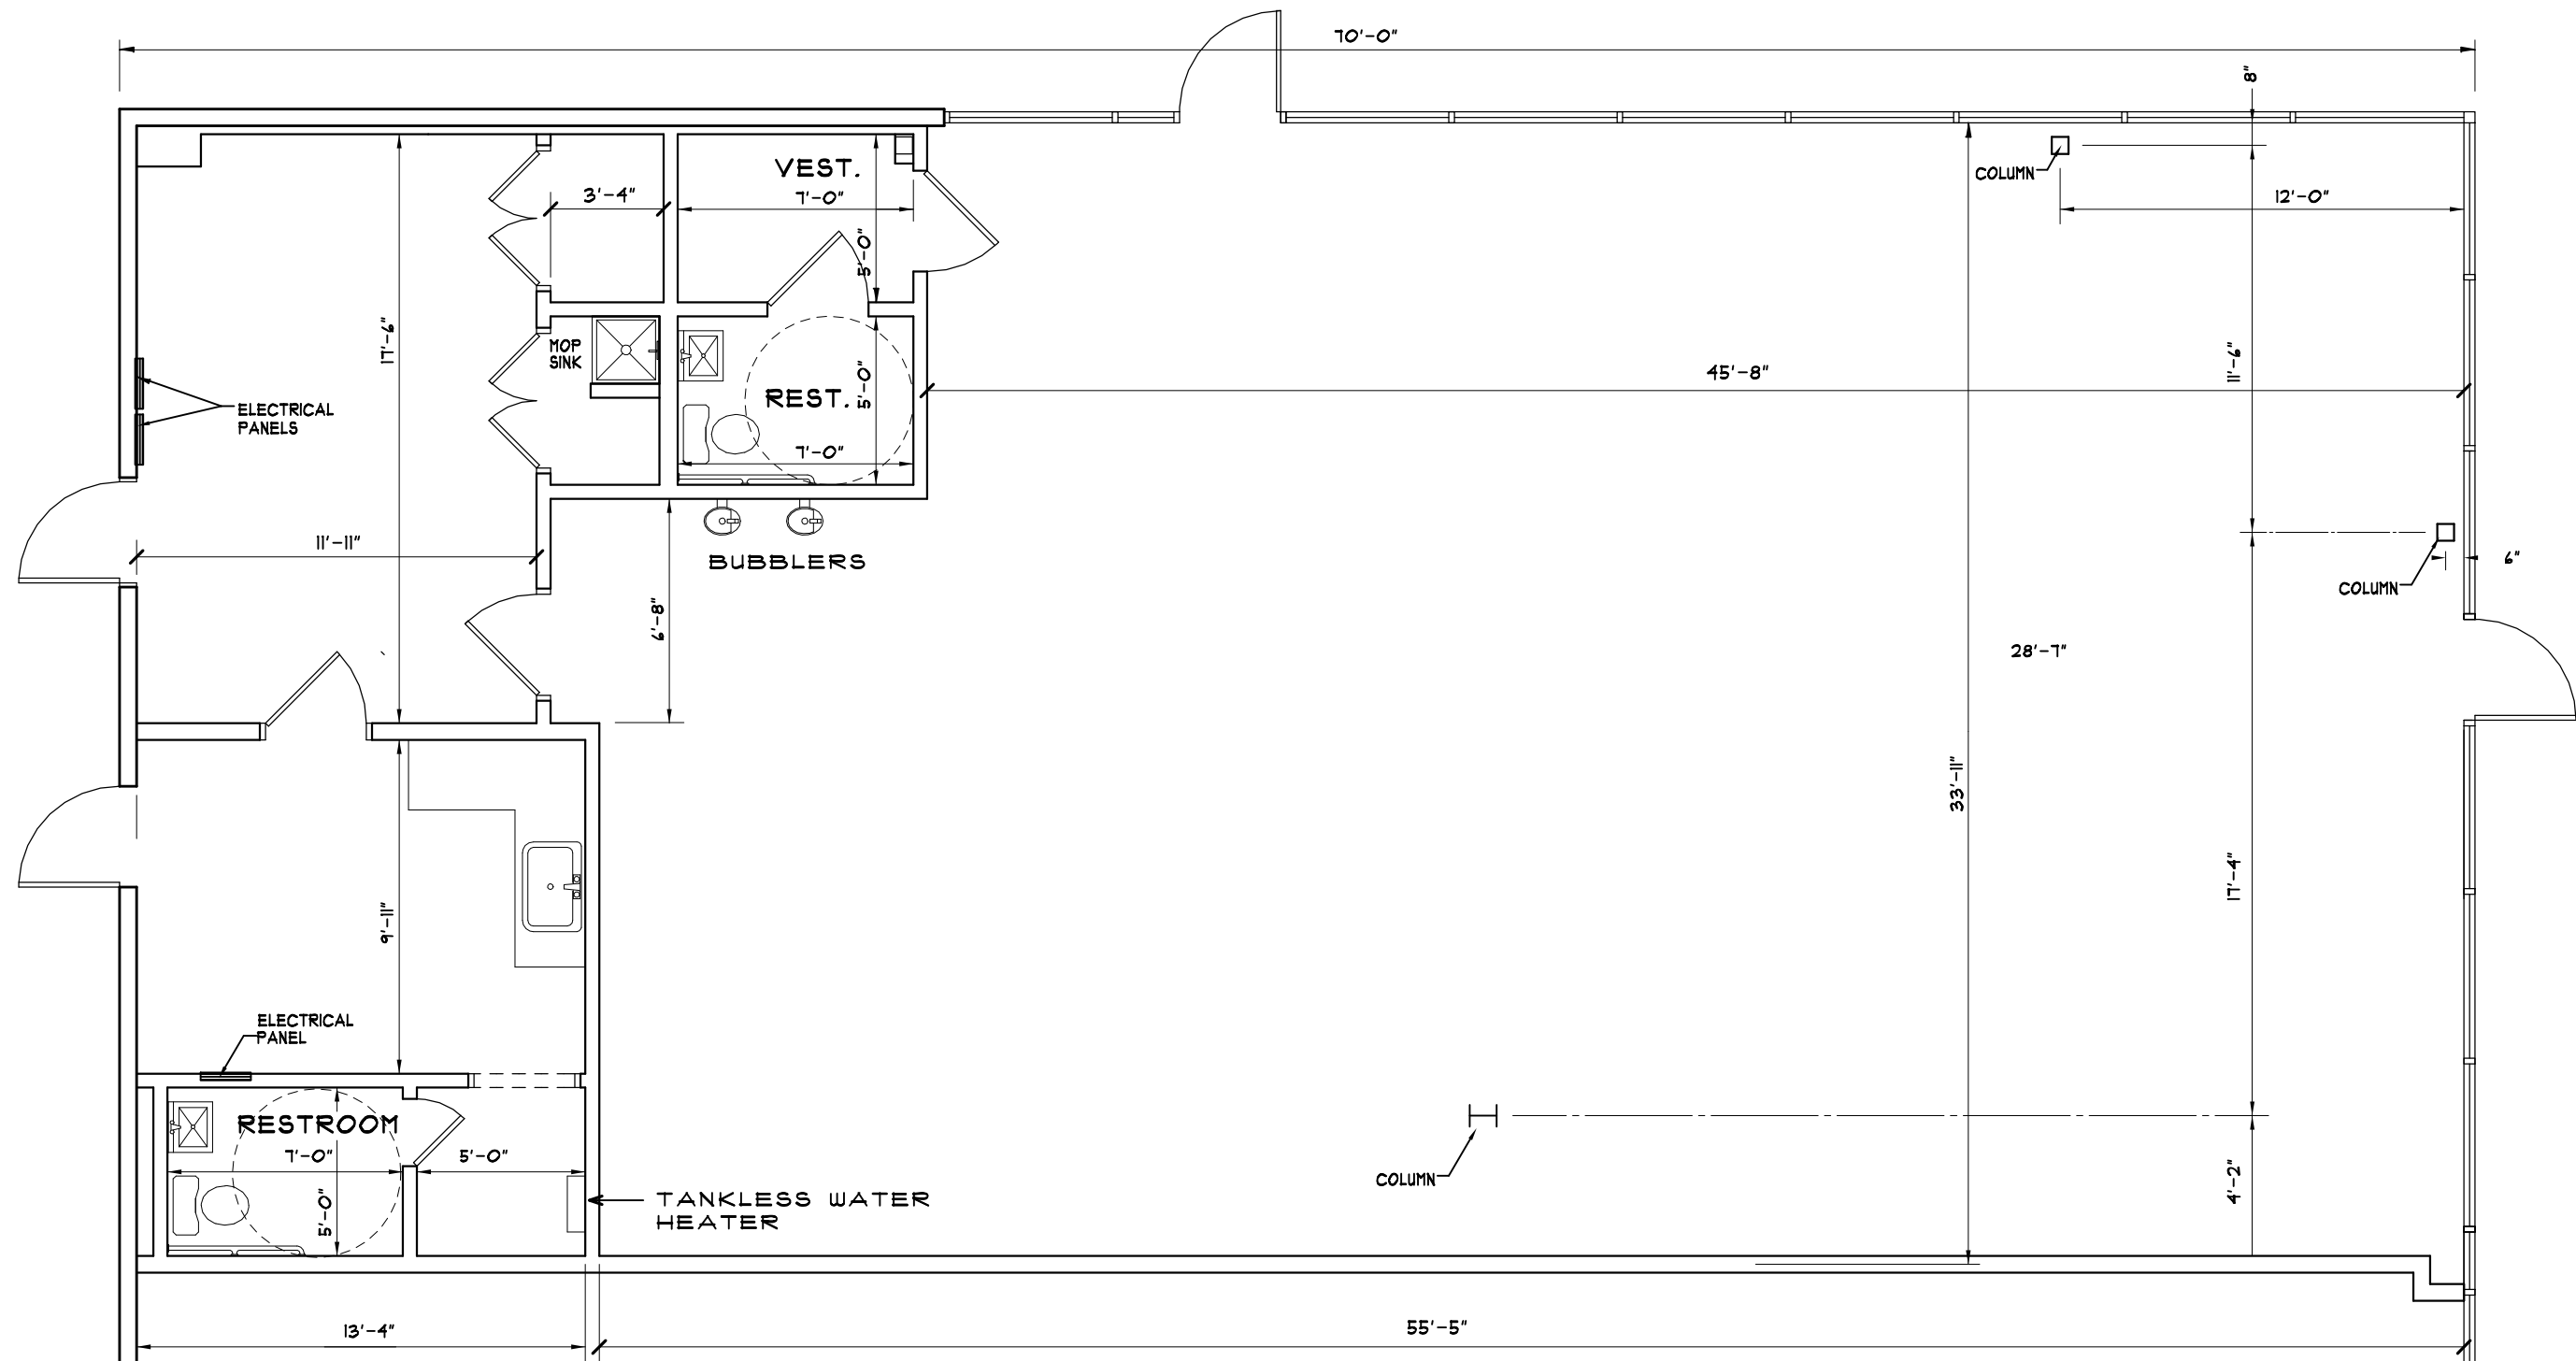 70'-0"
8"
VEST.
7'-0"
3'-4"
5'-0"
COLUMN
12'-0"
17'-6"
MOP
SINK
REST.
5'-0"
7'-0"
45'-8"
11'-6"
ELECTRICAL
PANELS
11'-11"
BUBBLERS
6'-8"
6"
COLUMN
28'-7"
33'-11"
17'-4"
9'-11"
ELECTRICAL
PANEL
RESTROOM
7'-0"
5'-0"
5'-0"
TANKLESS WATER
HEATER
COLUMN
4'-2"
13'-4"
55'-5"